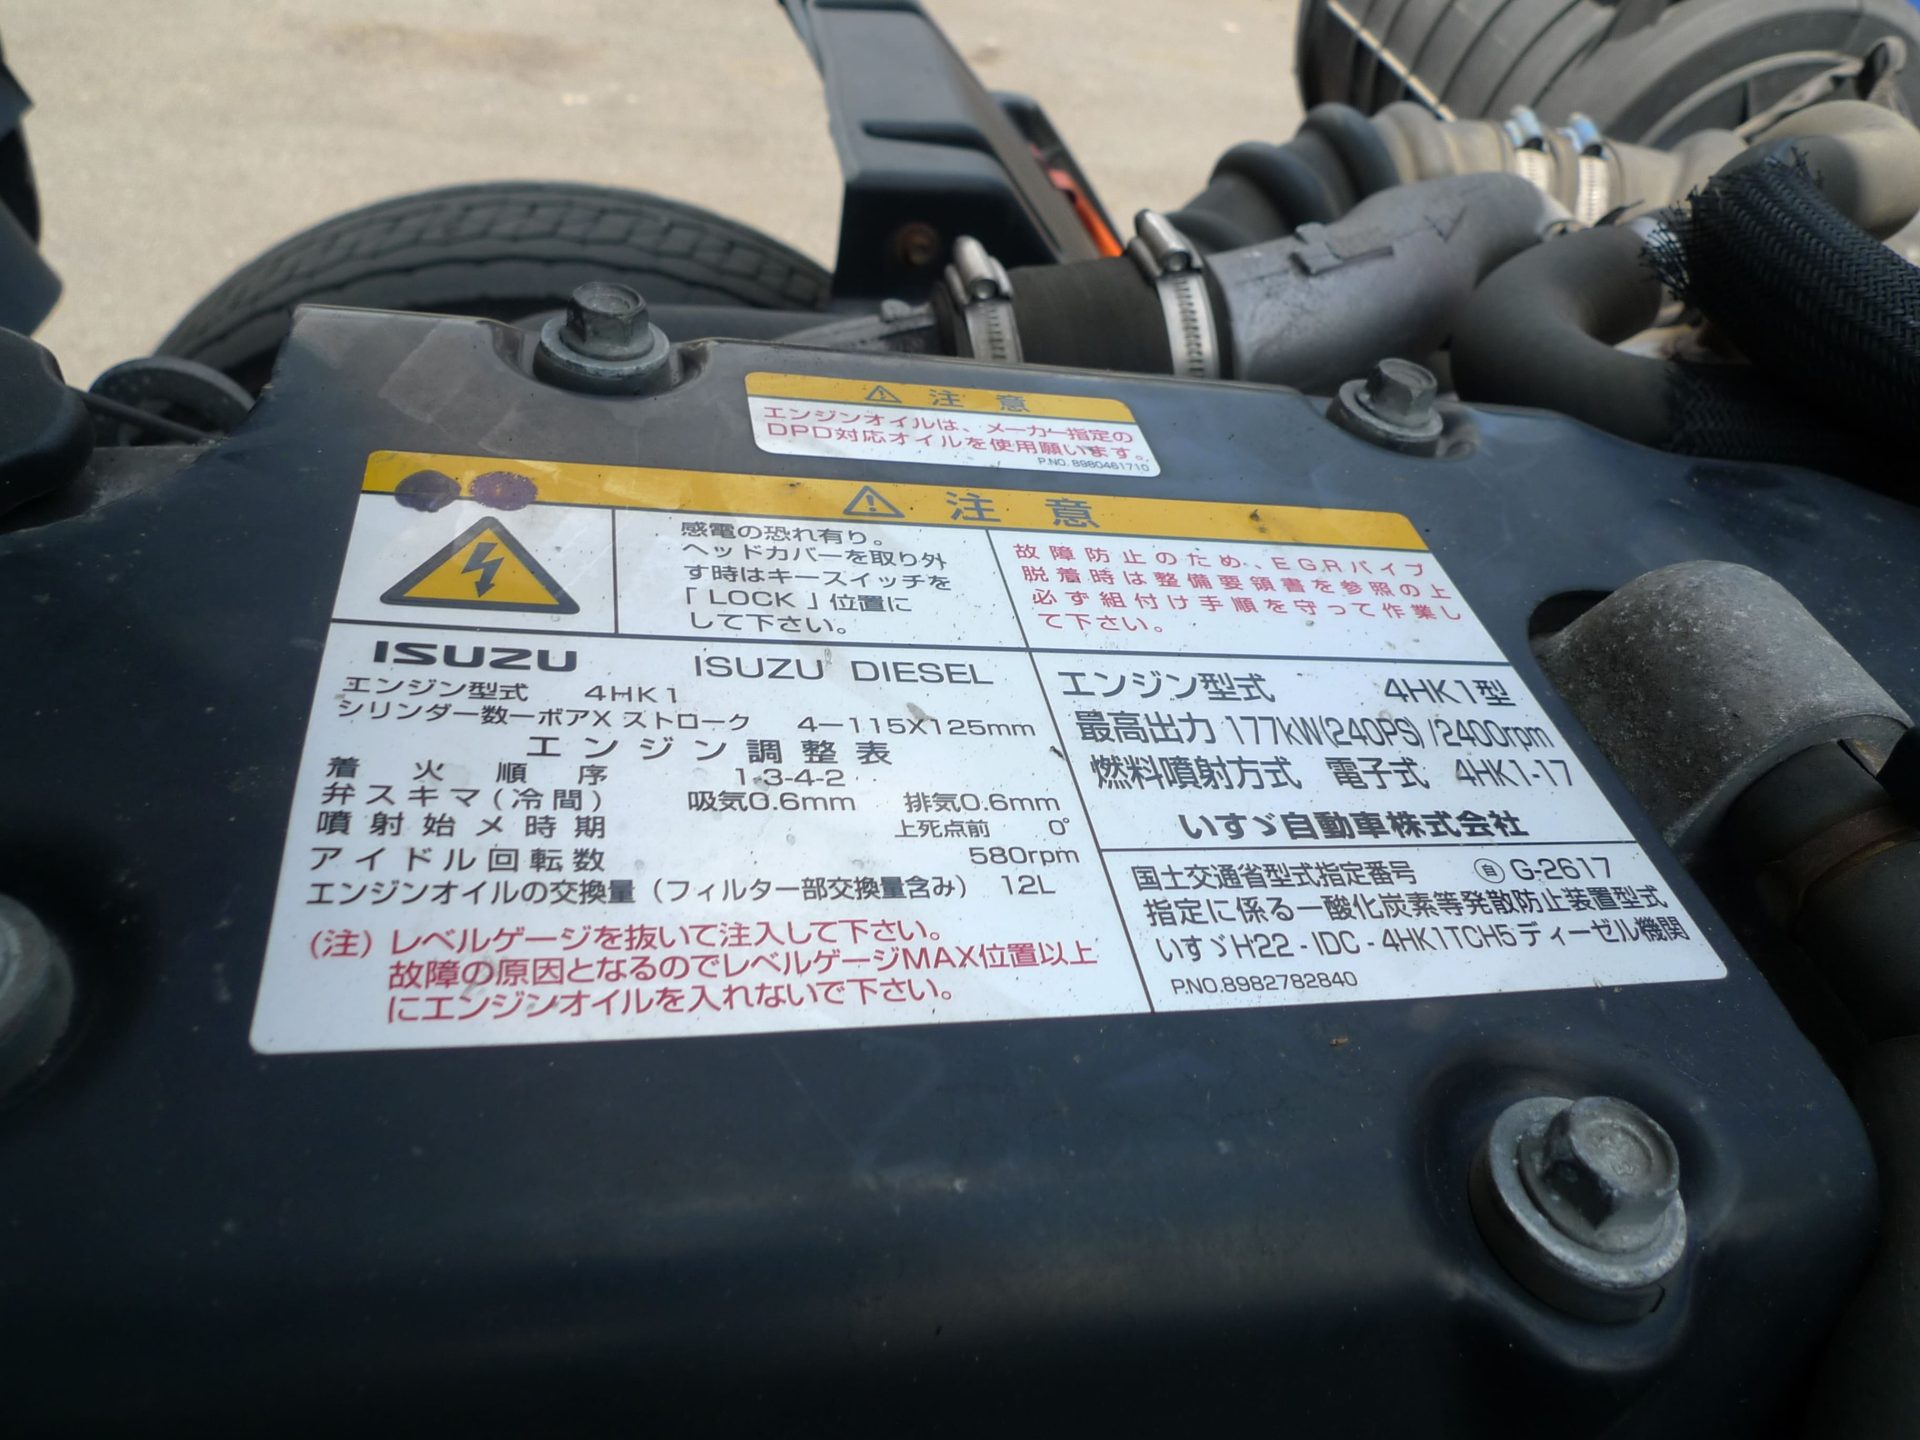 注意
エンジンオイルは、メーカー指定の
DPD対応オイルを使用願います。
P.NO. 8980461710
注意
感電の恐れ有り。
ヘッドカバーを取り外
す時はキースイッチを
「LOCK」位置に
して下さい。
故障防止のため、EGRパイプ
脱着時は整備要領書を参照の上
必ず組付け手順を守って作業し
て下さい。
ISUZU ISUZU DIESEL
エンジン型式 4HK1
シリンダー数ーボアX ストローク 4ー115X125mm
エンジン調整表
着火順序 1-3-4-2
弁スキマ(冷間) 吸気0.6mm 排気0.6mm
噴射始メ時期 上死点前 0°
アイドル回転数 580rpm
エンジンオイルの交換量(フィルター部交換量含み) 12L
(注) レベルゲージを抜いて注入して下さい。
故障の原因となるのでレベルゲージMAX位置以上
にエンジンオイルを入れないで下さい。
エンジン型式 4HK1型
最高出力 177kW(240PS)/2400rpm
燃料噴射方式 電子式 4HK1-17
いすゞ自動車株式会社
国土交通省型式指定番号 ㊀G-2617
指定に係る一酸化炭素等発散防止装置型式
いすゞH22-IDC-4HK1TCH5ディーゼル機関
P.NO.8982782840